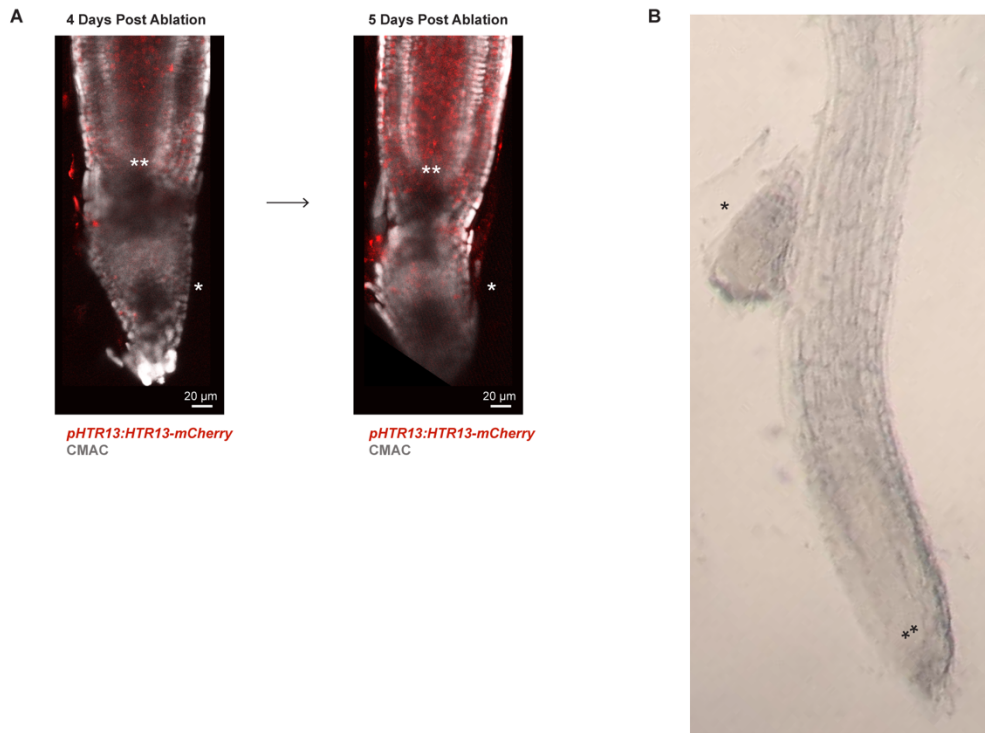 A
4 Days Post Ablation
5 Days Post Ablation
**
**
*
*
20 µm
20 µm
pHTR13:HTR13-mCherry
CMAC
pHTR13:HTR13-mCherry
CMAC
B
*
**